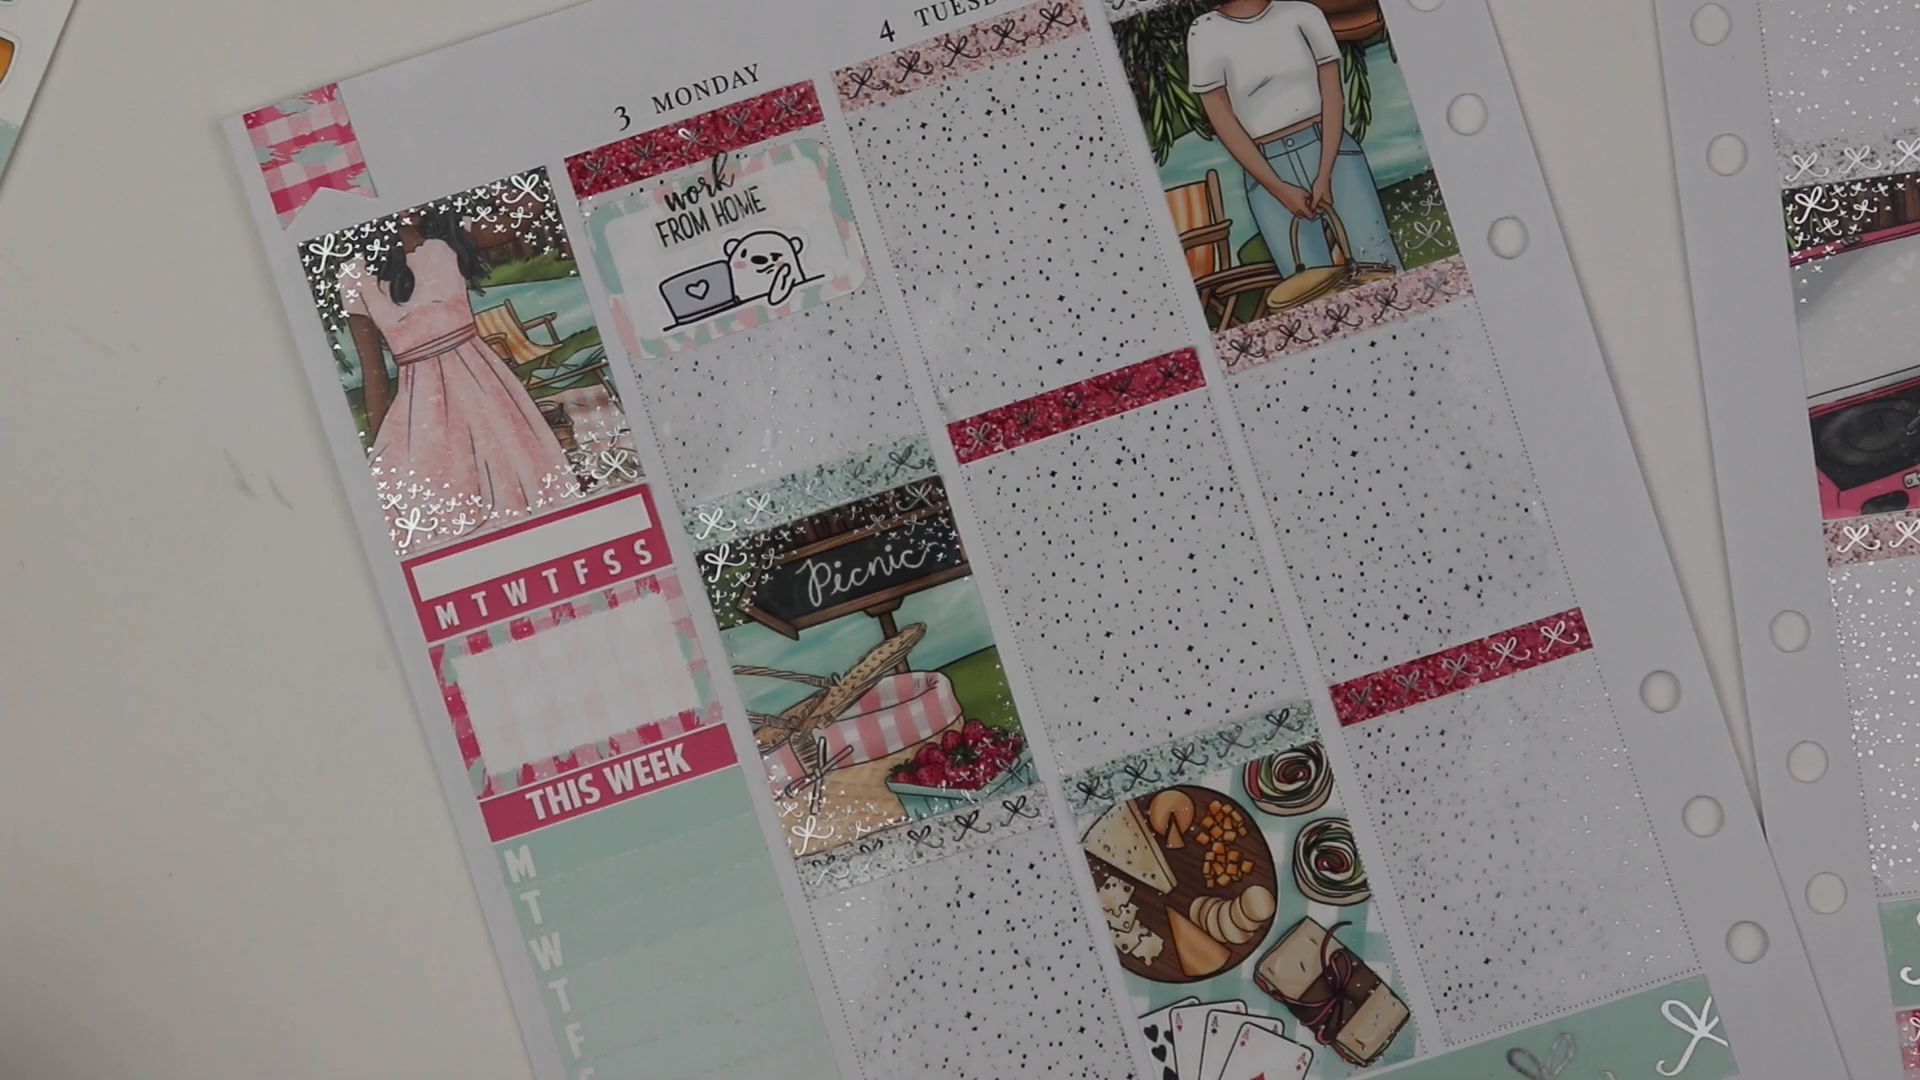 3 MONDAY
4 TUESD
work
FROM HOME
Picnic
M T W T F S S
THIS WEEK
M
T
W
T
F